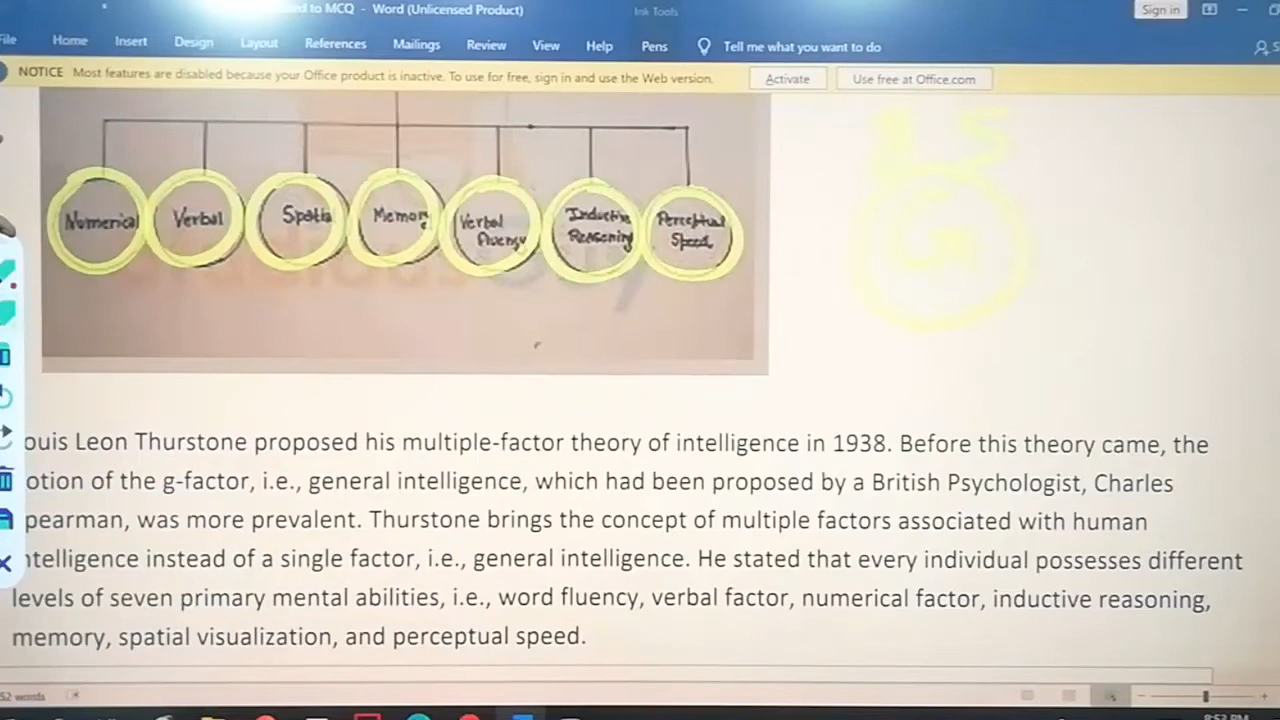 ed to MCQ - Word (Unlicensed Product)
Ink Tools
Sign in
File Home Insert Design Layout References Mailings Review View Help Pens Tell me what you want to do
NOTICE Most features are disabled because your Office product is inactive. To use for free, sign in and use the Web version. Activate Use free at Office.com
Numerical Verbal Spatia Memory Verbal fluency Inductive Reasoning Perceptual Speed
ouis Leon Thurstone proposed his multiple-factor theory of intelligence in 1938. Before this theory came, the
otion of the g-factor, i.e., general intelligence, which had been proposed by a British Psychologist, Charles
pearman, was more prevalent. Thurstone brings the concept of multiple factors associated with human
ntelligence instead of a single factor, i.e., general intelligence. He stated that every individual possesses different
levels of seven primary mental abilities, i.e., word fluency, verbal factor, numerical factor, inductive reasoning,
memory, spatial visualization, and perceptual speed.
52 words